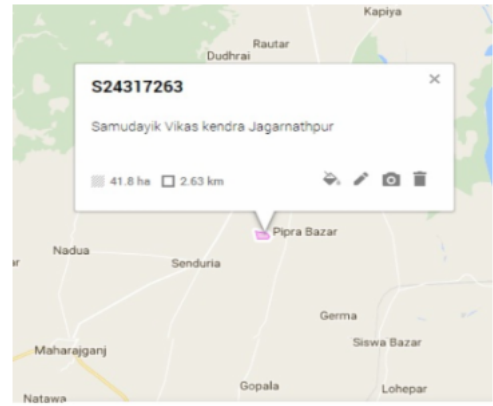 Kapiya
Rautar
Dudhrai
S24317263
Samudayik Vikas kendra Jagarnathpur
41.8 ha 2.63 km
Pipra Bazar
Nadua
Senduria
Germa
Siswa Bazar
Maharajganj
Gopala
Lohepar
Natawa